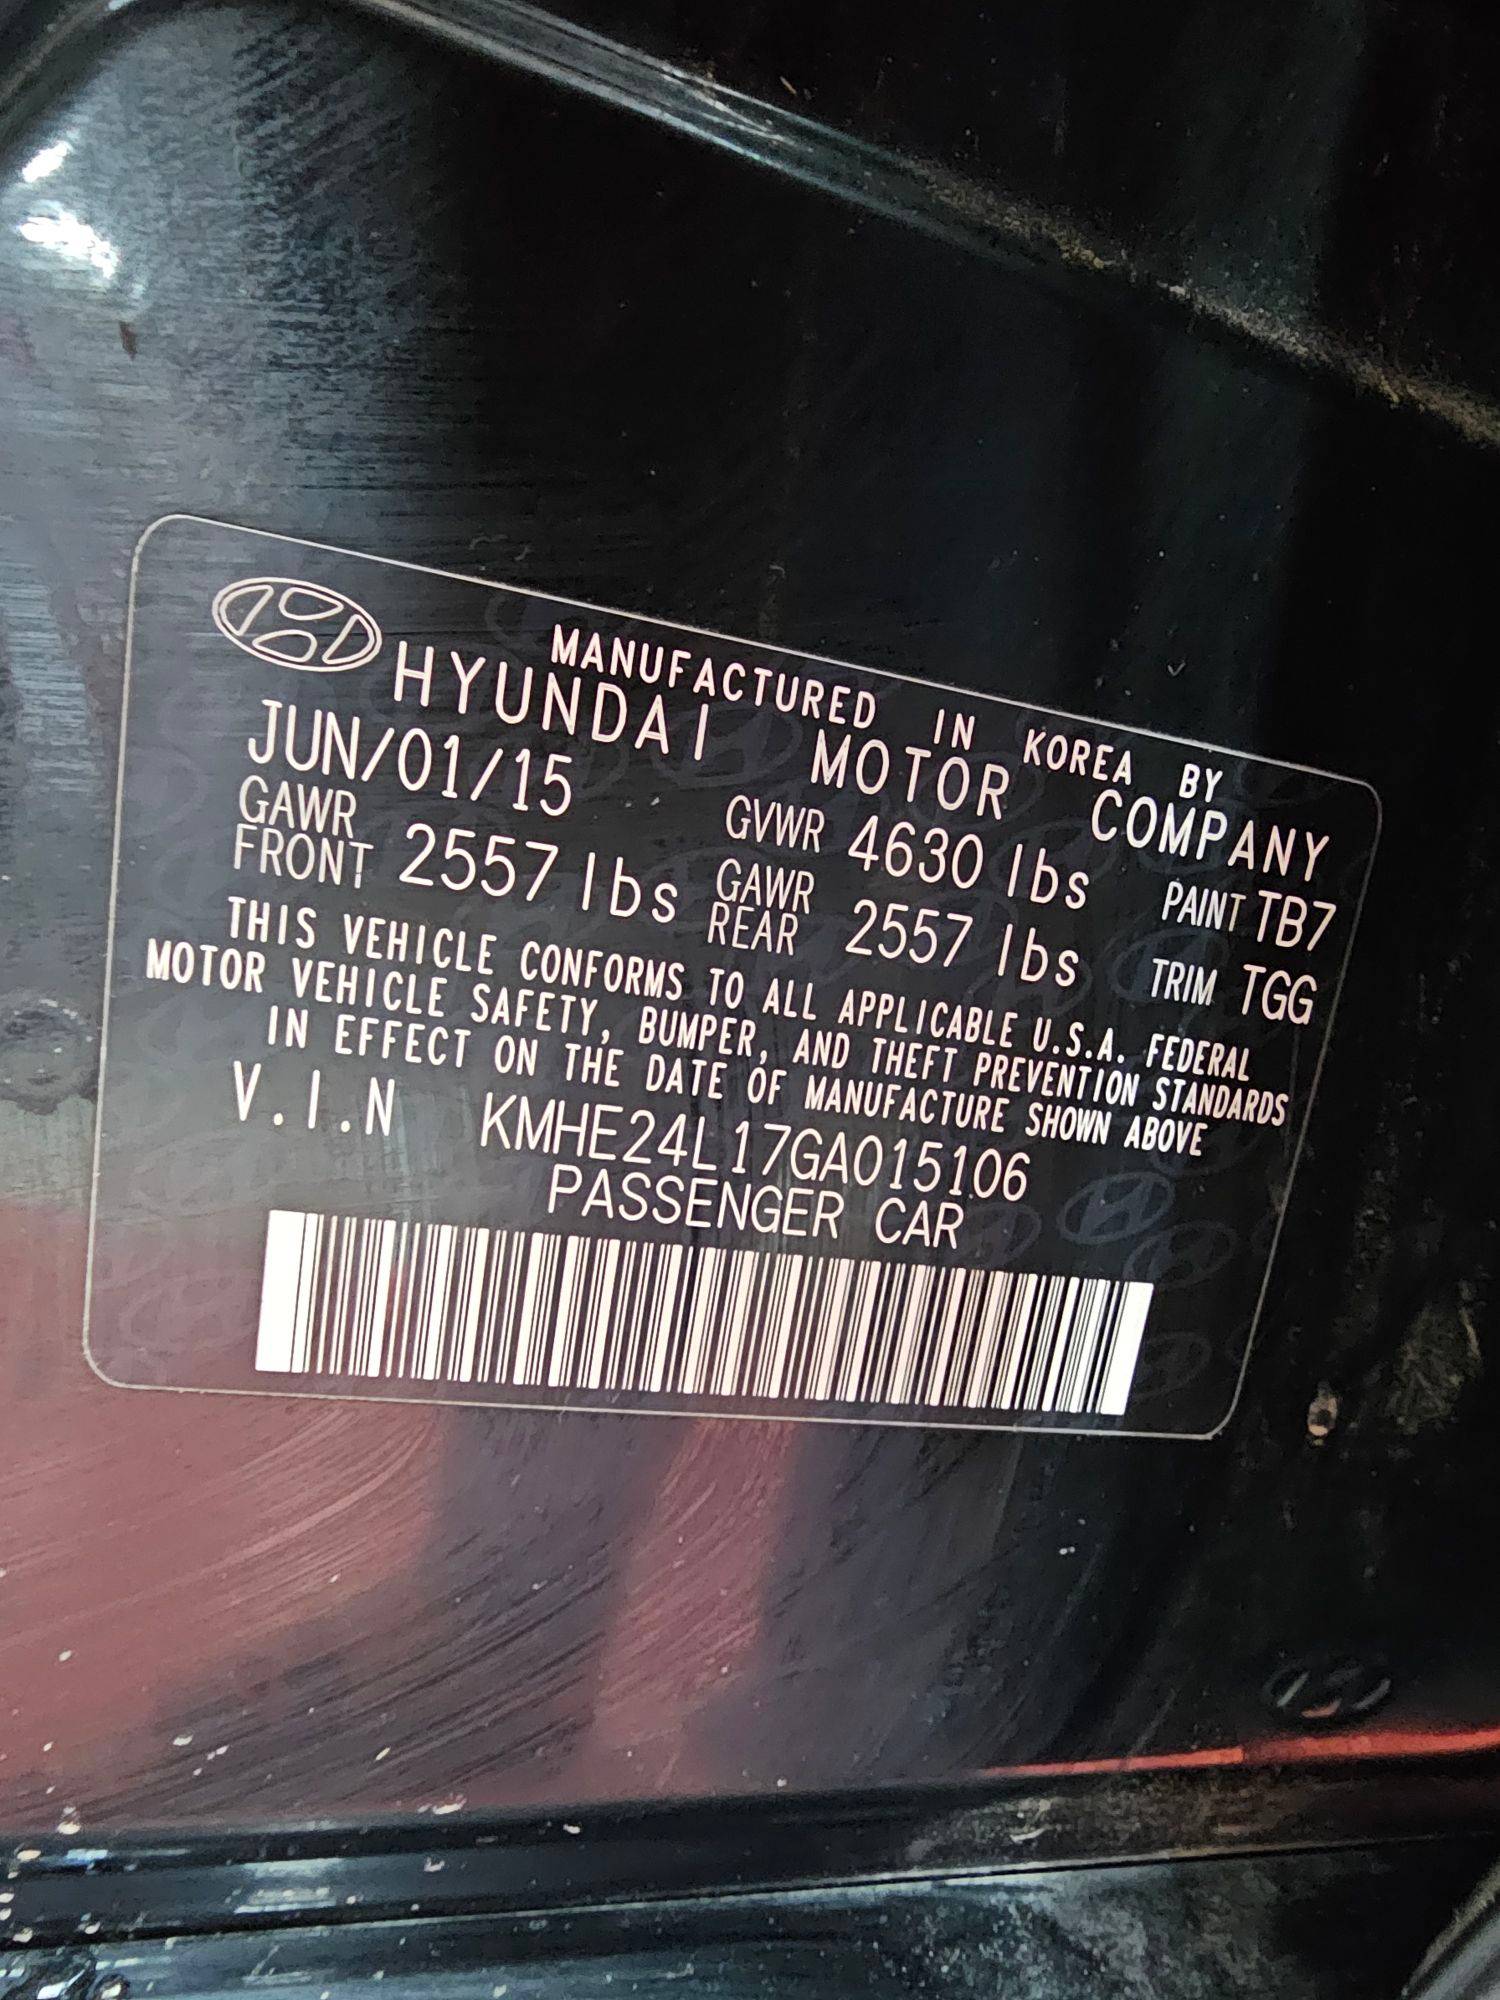 MANUFACTURED IN KOREA BY
HYUNDAI MOTOR COMPANY
JUN/01/15 GVWR 4630 lbs PAINT TB7
GAWR FRONT 2557 lbs GAWR REAR 2557 lbs TRIM TGG
THIS VEHICLE CONFORMS TO ALL APPLICABLE U.S.A. FEDERAL
MOTOR VEHICLE SAFETY, BUMPER, AND THEFT PREVENTION STANDARDS
IN EFFECT ON THE DATE OF MANUFACTURE SHOWN ABOVE
V.I.N KMHE24L17GA015106
PASSENGER CAR